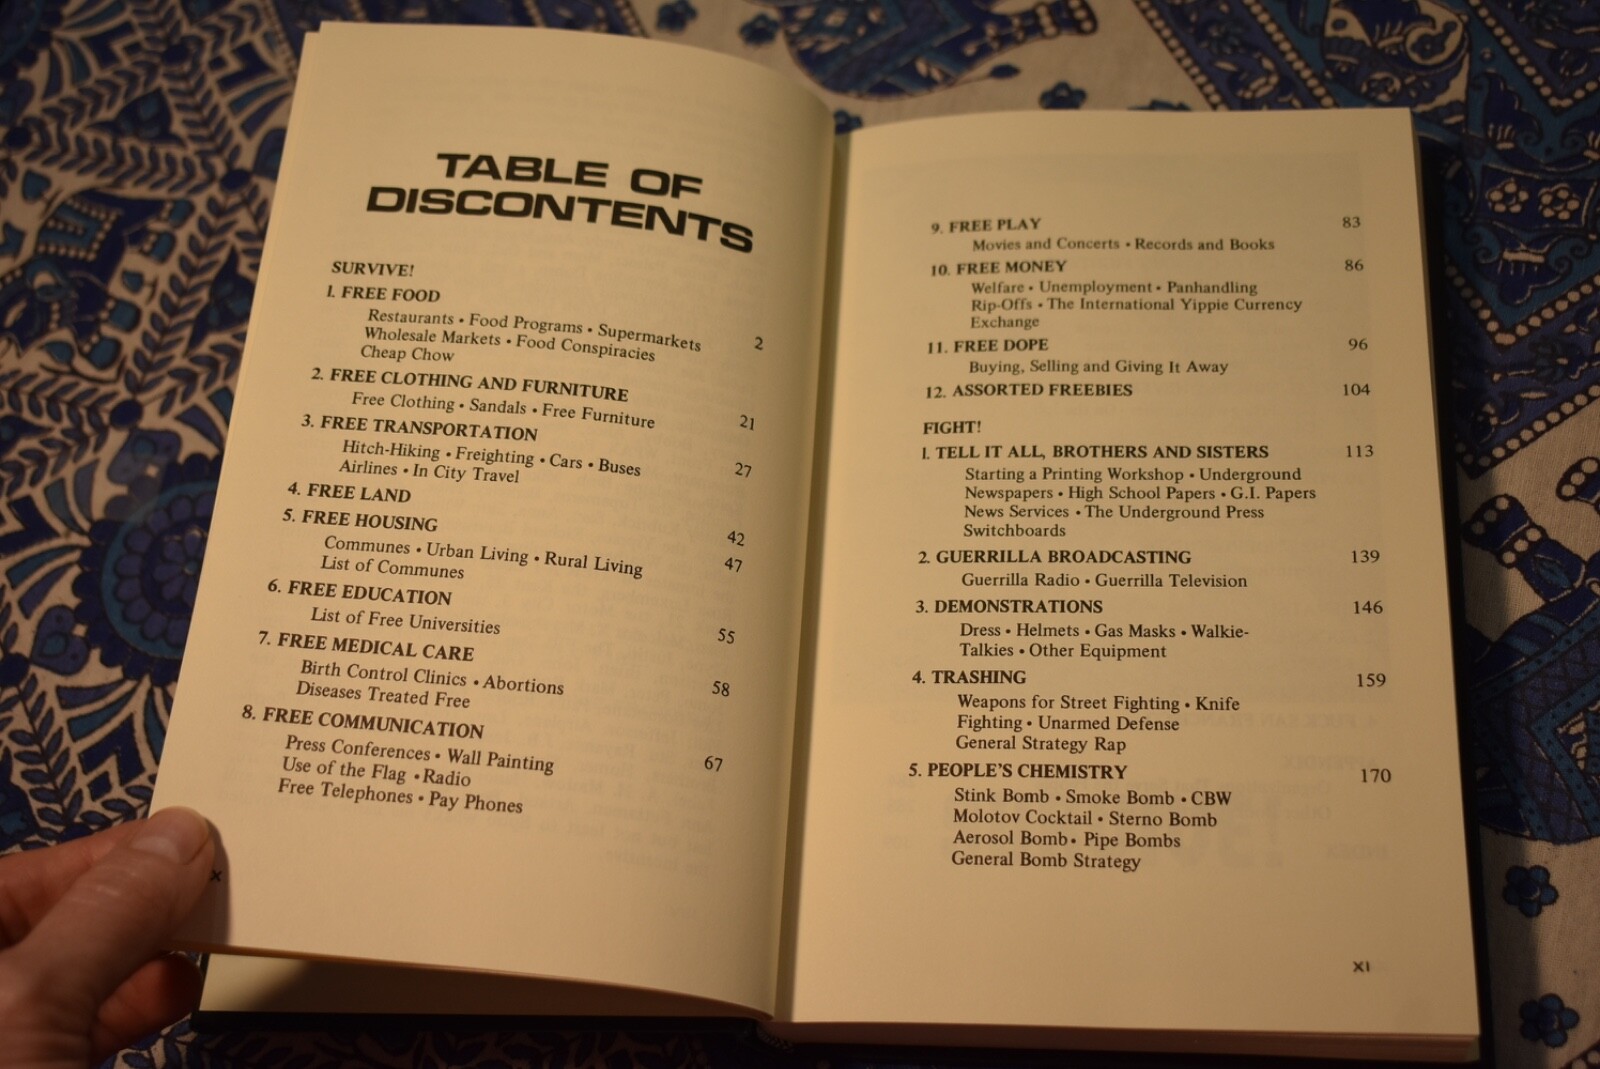 TABLE OF
DISCONTENTS
SURVIVE!
1. FREE FOOD
Restaurants • Food Programs • Supermarkets 2
Wholesale Markets • Food Conspiracies
Cheap Chow
2. FREE CLOTHING AND FURNITURE
Free Clothing • Sandals • Free Furniture 21
3. FREE TRANSPORTATION
Hitch-Hiking • Freighting • Cars • Buses 27
Airlines • In City Travel
4. FREE LAND 42
5. FREE HOUSING 47
Communes • Urban Living • Rural Living
List of Communes
6. FREE EDUCATION 55
List of Free Universities
7. FREE MEDICAL CARE 58
Birth Control Clinics • Abortions
Diseases Treated Free
8. FREE COMMUNICATION 67
Press Conferences • Wall Painting
Use of the Flag • Radio
Free Telephones • Pay Phones
x
9. FREE PLAY 83
Movies and Concerts • Records and Books
10. FREE MONEY 86
Welfare • Unemployment • Panhandling
Rip-Offs • The International Yippie Currency
Exchange
11. FREE DOPE 96
Buying, Selling and Giving It Away
12. ASSORTED FREEBIES 104
FIGHT!
1. TELL IT ALL, BROTHERS AND SISTERS 113
Starting a Printing Workshop • Underground
Newspapers • High School Papers • G.I. Papers
News Services • The Underground Press
Switchboards
2. GUERRILLA BROADCASTING 139
Guerrilla Radio • Guerrilla Television
3. DEMONSTRATIONS 146
Dress • Helmets • Gas Masks • Walkie-
Talkies • Other Equipment
4. TRASHING 159
Weapons for Street Fighting • Knife
Fighting • Unarmed Defense
General Strategy Rap
5. PEOPLE'S CHEMISTRY 170
Stink Bomb • Smoke Bomb • CBW
Molotov Cocktail • Sterno Bomb
Aerosol Bomb • Pipe Bombs
General Bomb Strategy
XI